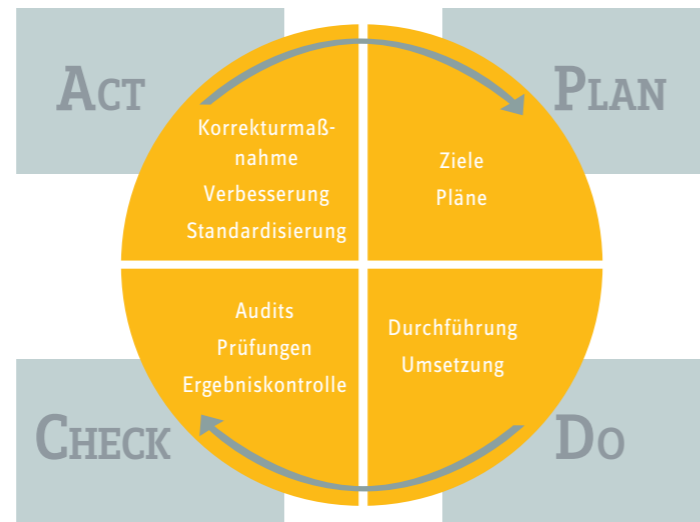 ACT
PLAN
Korrekturmaß-
nahme
Verbesserung
Standardisierung
Ziele
Pläne
Audits
Prüfungen
Ergebniskontrolle
Durchführung
Umsetzung
CHECK
DO